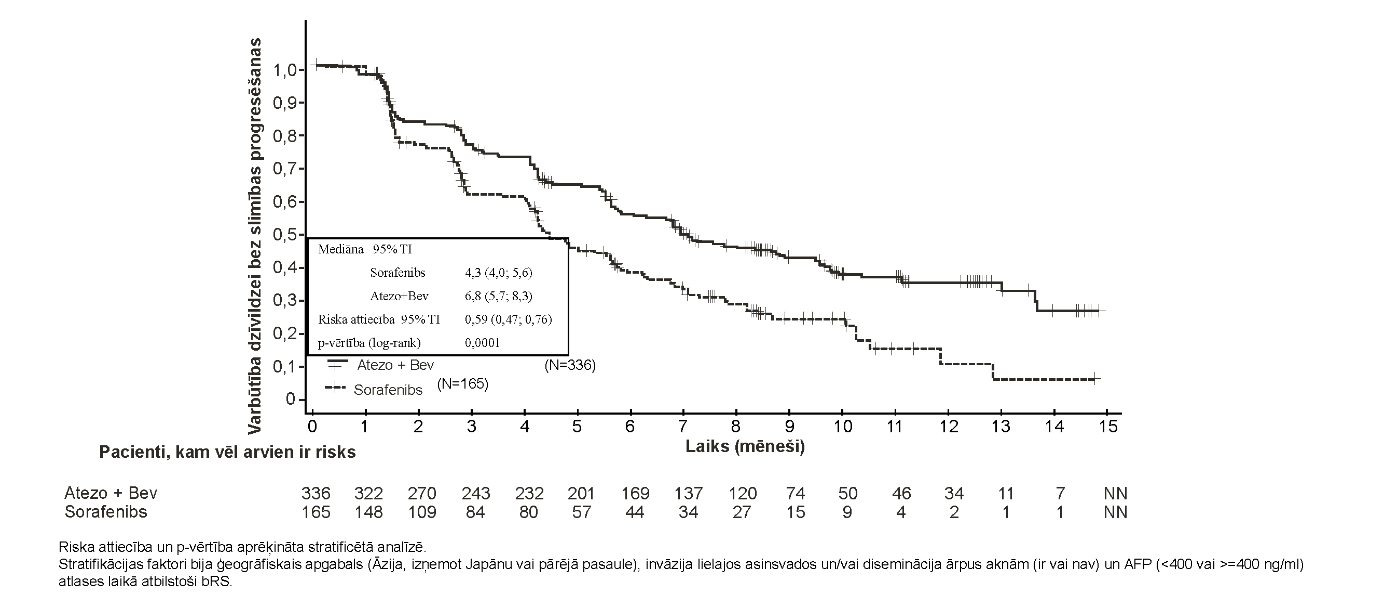 Varbūtība dzīvildzei bez slimības progresēšanas
1,0
0,9
0,8
0,7
0,6
0,5
0,4
0,3
0,2
0,1
0
Mediāna 95% TI
Sorafenibs 4,3 (4,0; 5,6)
Atezo–Bev 6,8 (5,7; 8,3)
Riska attiecība 95% TI 0,59 (0,47; 0,76)
p-vērtība (log-rank) 0,0001
Atezo + Bev (N=336)
Sorafenibs (N=165)
0 1 2 3 4 5 6 7 8 9 10 11 12 13 14 15
Laiks (mēneši)
Pacienti, kam vēl arvien ir risks
Atezo + Bev 336 322 270 243 232 201 169 137 120 74 50 46 34 11 7 NN
Sorafenibs 165 148 109 84 80 57 44 34 27 15 9 4 2 1 1 NN
Riska attiecība un p-vērtība aprēķināta stratificētā analīzē.
Stratifikācijas faktori bija ģeogrāfiskais apgabals (Āzija, izņemot Japānu vai pārējā pasaule), invāzija lielajos asinsvados un/vai diseminācija ārpus aknām (ir vai nav) un AFP (<400 vai >=400 ng/ml)
atlases laikā atbilstoši bRS.